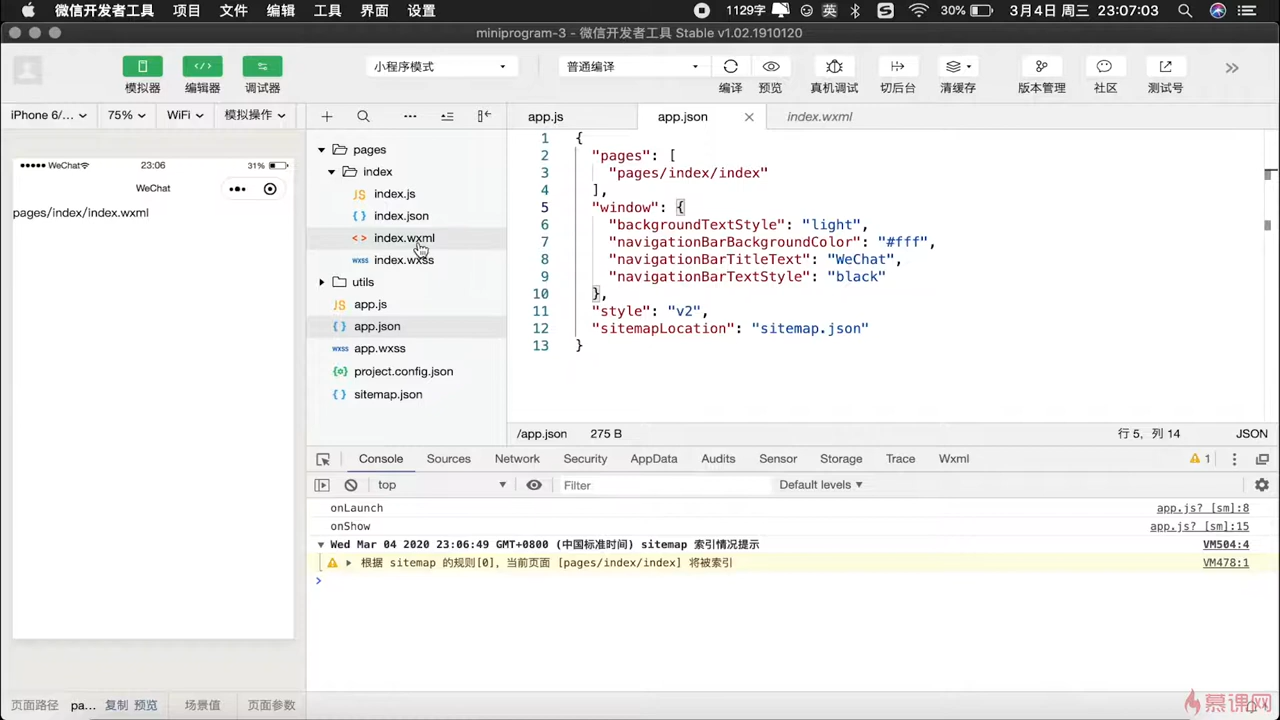 微信开发者工具 项目 文件 编辑 工具 界面 设置 1129字 英 30% 3月4日 周三 23:07:03
miniprogram-3 – 微信开发者工具 Stable v1.02.1910120
模拟器 编辑器 调试器 小程序模式 普通编译 编译 预览 真机调试 切后台 清缓存 版本管理 社区 测试号
iPhone 6/... 75% WiFi 模拟操作
WeChat 23:06 31%
WeChat
pages/index/index.wxml
pages
index
JS index.js
{ } index.json
< > index.wxml
wxss index.wxss
utils
JS app.js
{ } app.json
wxss app.wxss
project.config.json
{ } sitemap.json
app.js app.json index.wxml
1 {
2 "pages": [
3 "pages/index/index"
4 ],
5 "window": {
6 "backgroundTextStyle": "light",
7 "navigationBarBackgroundColor": "#fff",
8 "navigationBarTitleText": "WeChat",
9 "navigationBarTextStyle": "black"
10 },
11 "style": "v2",
12 "sitemapLocation": "sitemap.json"
13 }
/app.json 275 B 行 5，列 14 JSON
Console Sources Network Security AppData Audits Sensor Storage Trace Wxml 1
top Filter Default levels
onLaunch app.js? [sm]:8
onShow app.js? [sm]:15
Wed Mar 04 2020 23:06:49 GMT+0800 (中国标准时间) sitemap 索引情况提示 VM504:4
根据 sitemap 的规则[0]，当前页面 [pages/index/index] 将被索引 VM478:1
页面路径 pa... 复制 预览 场景值 页面参数
慕课网